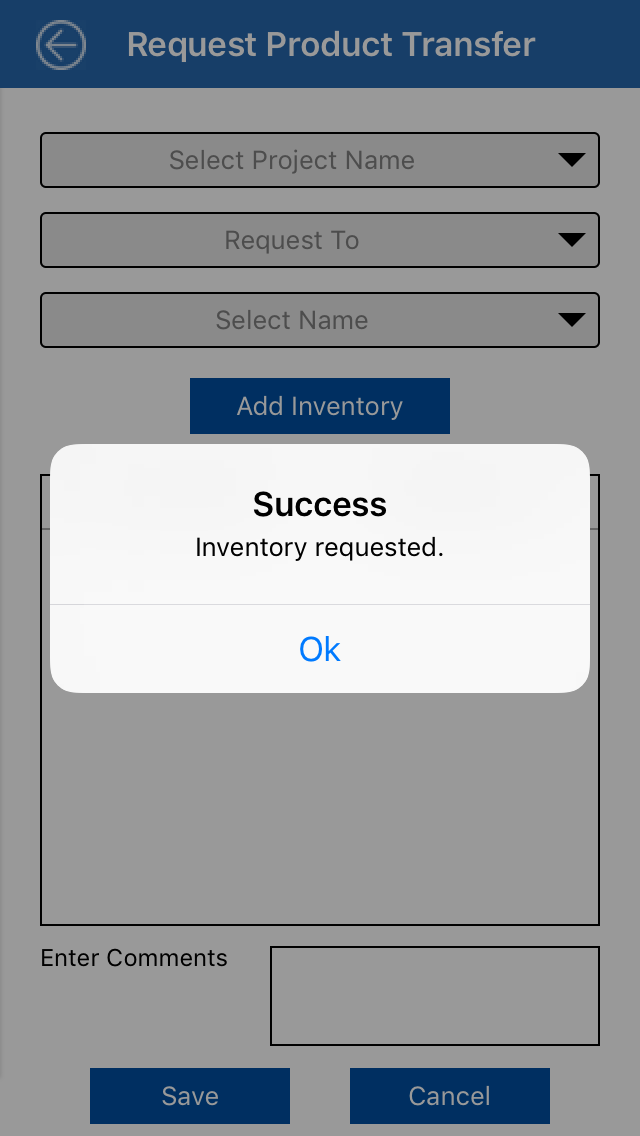 Request Product Transfer
Select Project Name
Request To
Select Name
Add Inventory
Success
Inventory requested.
Ok
Enter Comments
Save
Cancel